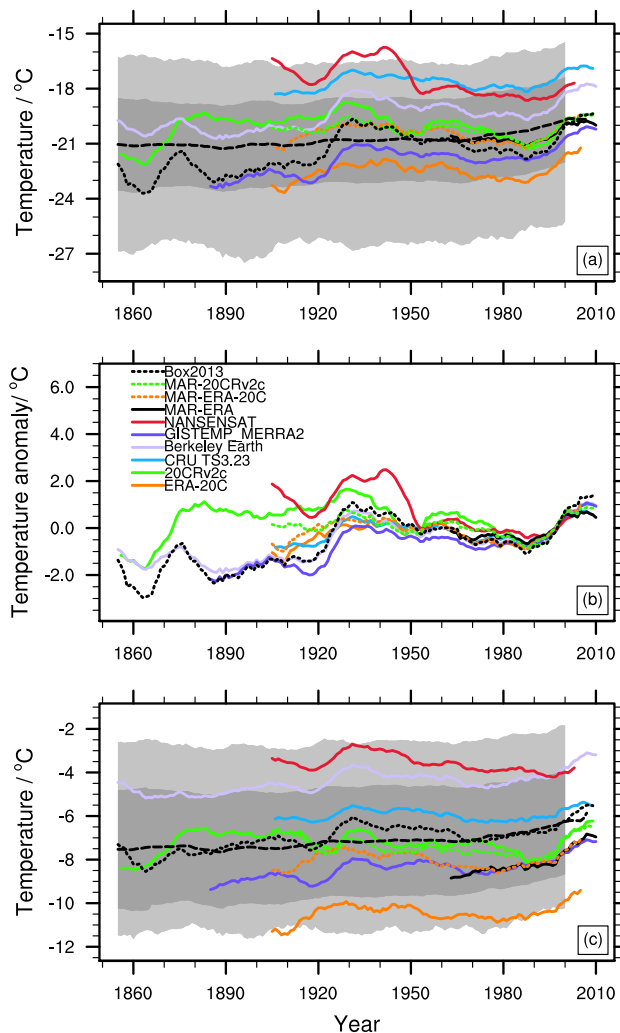 -15
-18
-21
-24
-27
Temperature / °C
(a)
1860 1890 1920 1950 1980 2010
6.0
4.0
2.0
0.0
-2.0
Temperature anomaly/ °C
Box2013
MAR-20CRv2c
MAR-ERA-20C
MAR-ERA
NANSENSAT
GISTEMP_MERRA2
Berkeley Earth
CRU TS3.23
20CRv2c
ERA-20C
(b)
1860 1890 1920 1950 1980 2010
-2
-4
-6
-8
-10
-12
Temperature / °C
(c)
1860 1890 1920 1950 1980 2010
Year